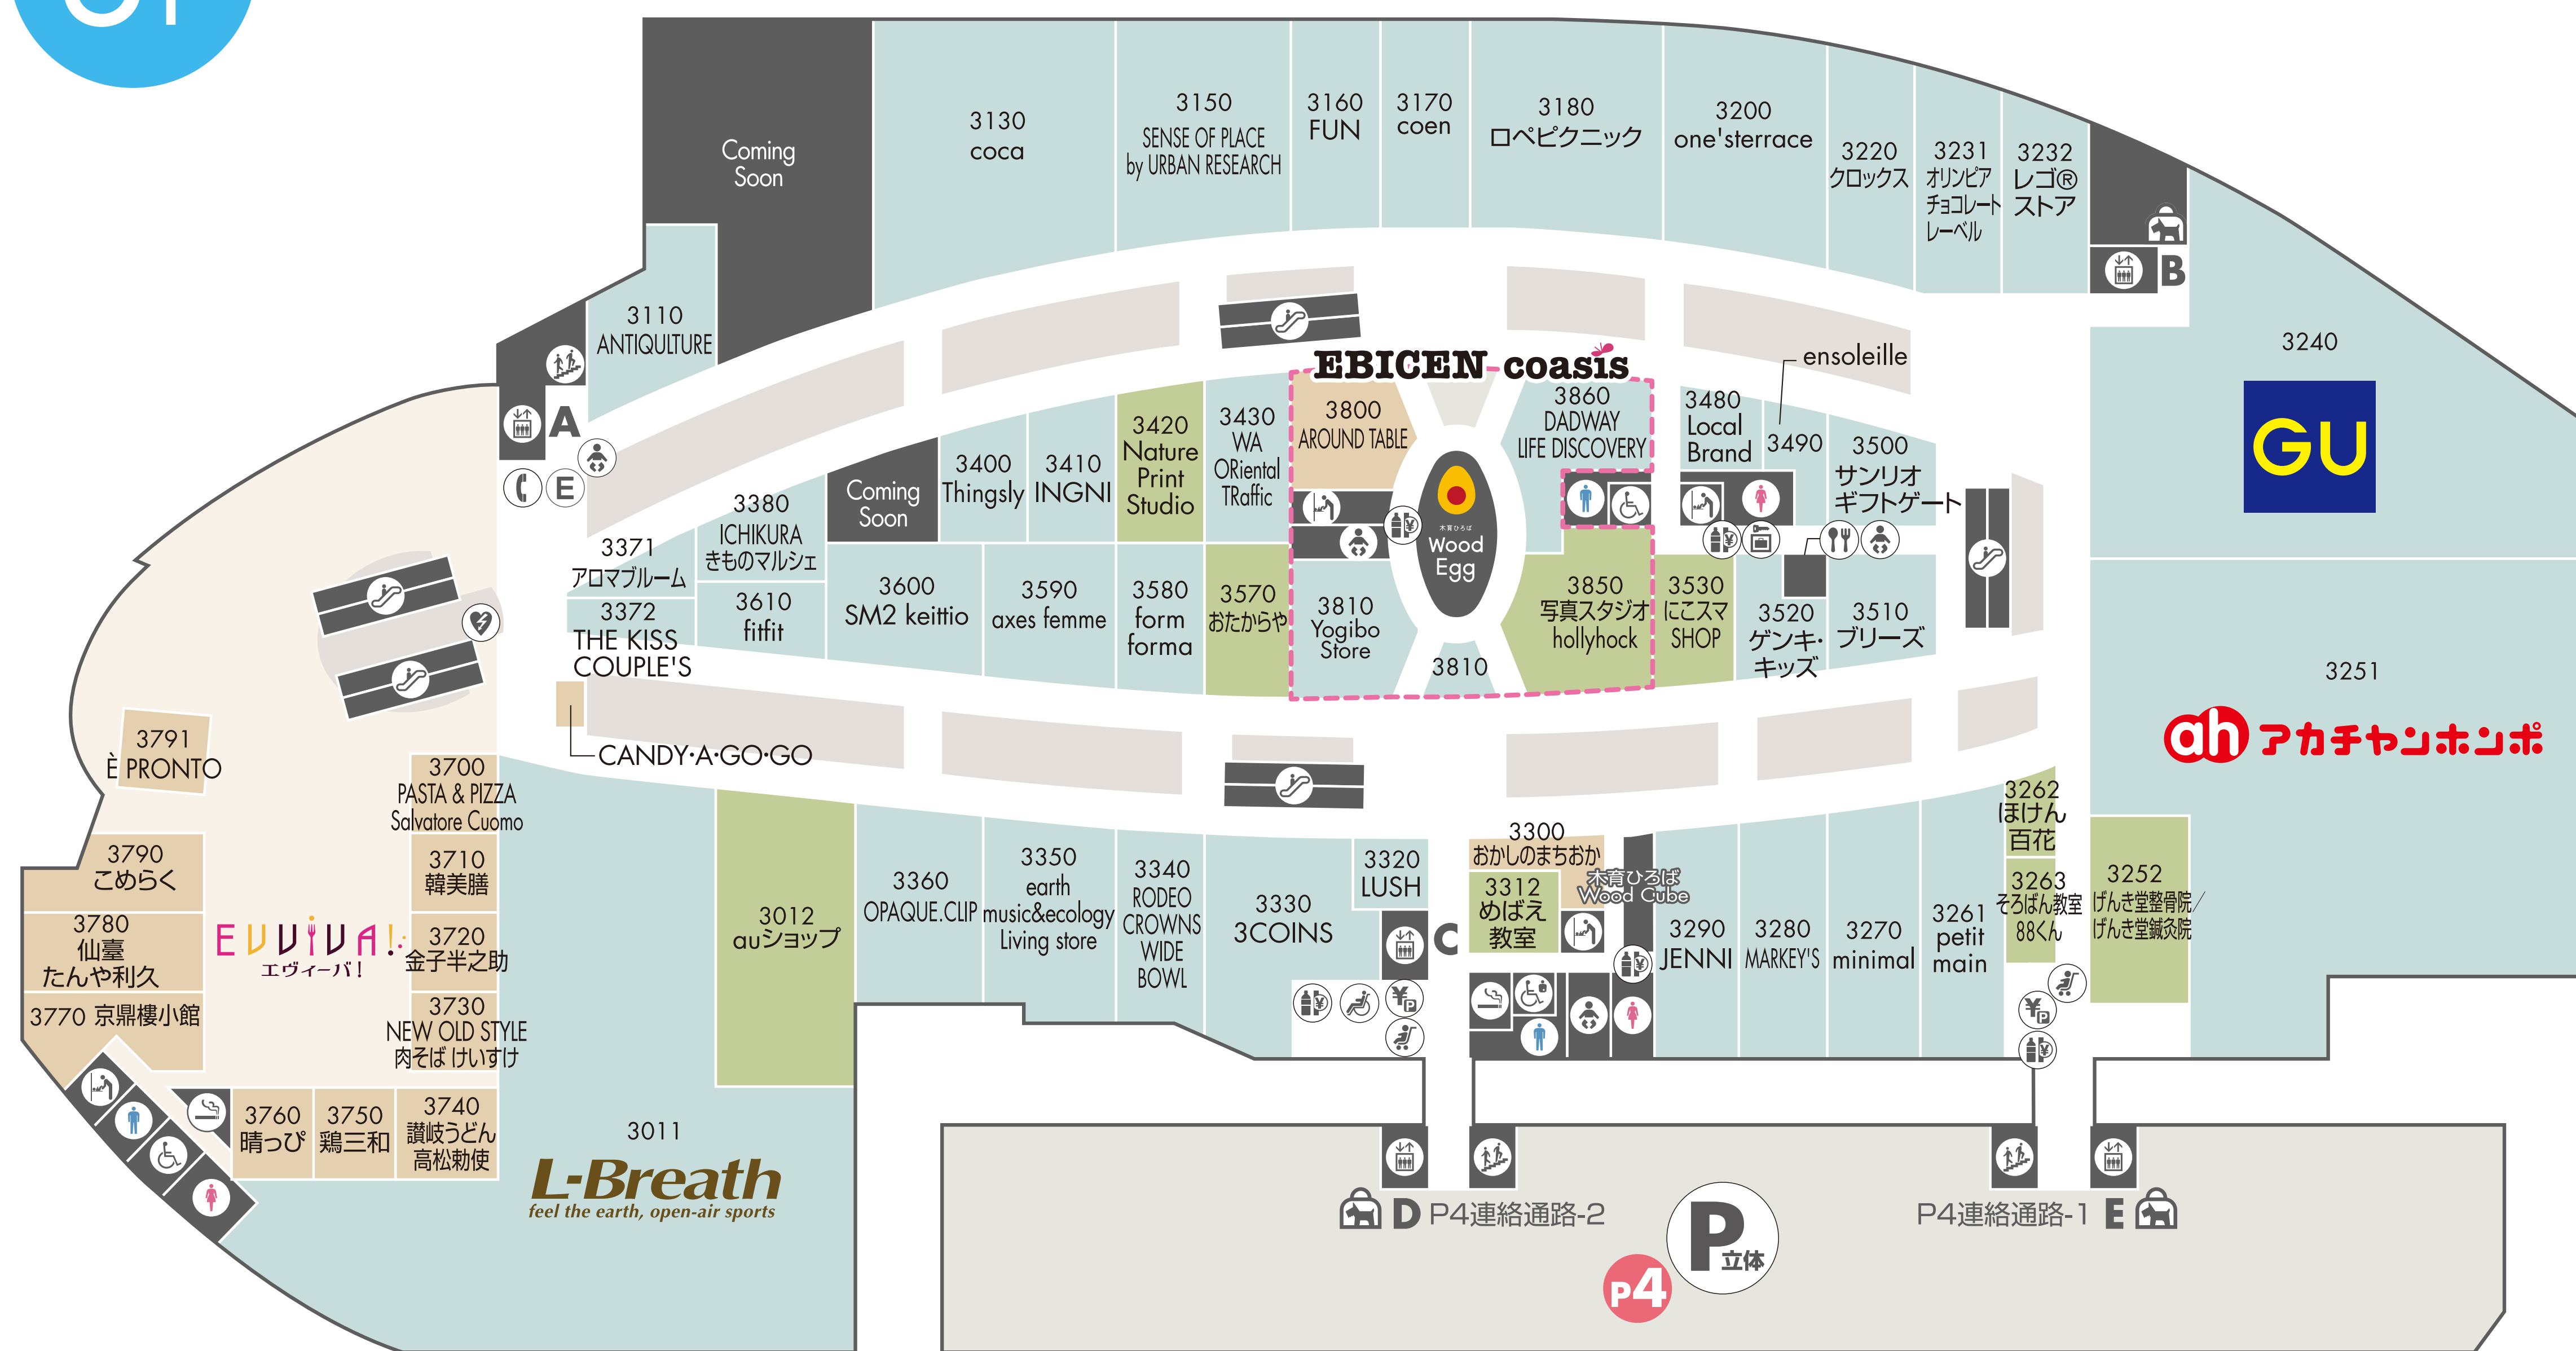 Coming
Soon
3130
coca
3150
SENSE OF PLACE
by URBAN RESEARCH
3160
FUN
3170
coen
3180
ロペピクニック
3200
one'sterrace
3220
クロックス
3231
オリンピア
チョコレート
レーベル
3232
レゴ®
ストア
B
3110
ANTIQULTURE
A
E
3240
GU
EBICEN coasis
ensoleille
3371
アロマブルーム
3372
THE KISS
COUPLE'S
3380
ICHIKURA
きものマルシェ
3610
fitfit
Coming
Soon
3400
Thingsly
3410
INGNI
3420
Nature
Print
Studio
3430
WA
ORiental
TRaffic
3800
AROUND TABLE
木育ひろば
Wood
Egg
3860
DADWAY
LIFE DISCOVERY
3480
Local
Brand
3490
3500
サンリオ
ギフトゲート
3600
SM2 keittio
3590
axes femme
3580
form
forma
3570
おたからや
3810
Yogibo
Store
3810
3850
写真スタジオ
hollyhock
3530
にこスマ
SHOP
3520
ゲンキ・
キッズ
3510
ブリーズ
3251
ah アカチャンホンポ
CANDY・A・GO・GO
3791
È PRONTO
3790
こめらく
3780
仙臺
たんや利久
3770 京鼎樓小館
EVVIVA!
エヴィーバ!
3700
PASTA & PIZZA
Salvatore Cuomo
3710
韓美膳
3720
金子半之助
3730
NEW OLD STYLE
肉そば けいすけ
3760
晴っぴ
3750
鶏三和
3740
讃岐うどん
高松勅使
3011
L-Breath
feel the earth, open-air sports
3012
auショップ
3360
OPAQUE.CLIP
3350
earth
music&ecology
Living store
3340
RODEO
CROWNS
WIDE
BOWL
3330
3COINS
3320
LUSH
C
3300
おかしのまちおか
3312
めばえ
教室
木育ひろば
Wood Cube
3290
JENNI
3280
MARKEY'S
3270
minimal
3261
petit
main
3262
ほけん
百花
3263
そろばん教室
88くん
3252
げんき堂整骨院/
げんき堂鍼灸院
D P4連絡通路-2
P4連絡通路-1 E
P
立体
P4